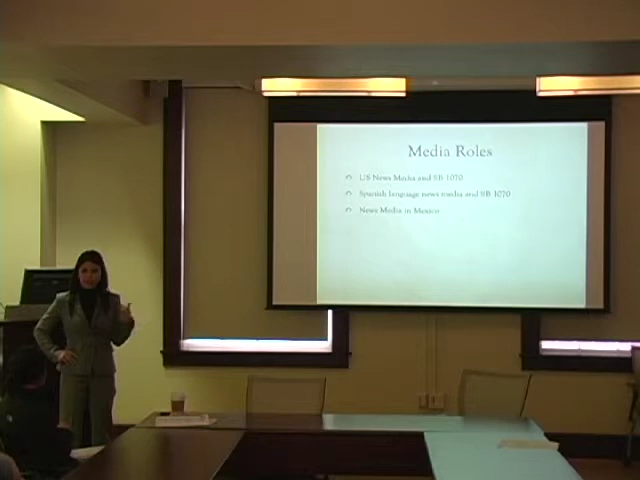 Media Roles
US News Media and SB 1070
Spanish language news media and SB 1070
News Media in Mexico